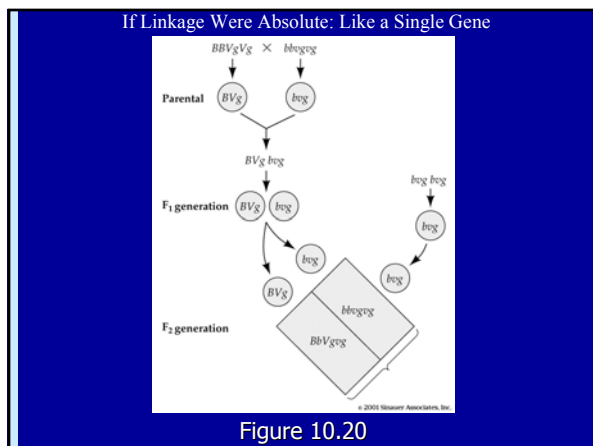 If Linkage Were Absolute: Like a Single Gene
BBVgVg × bbvgvg
Parental
BVg
bvg
BVg bvg
bvg bvg
F₁ generation
BVg
bvg
bvg
bvg
bvg
BVg
bbvgvg
F₂ generation
BbVgvg
© 2001 Sinauer Associates, Inc.
Figure 10.20